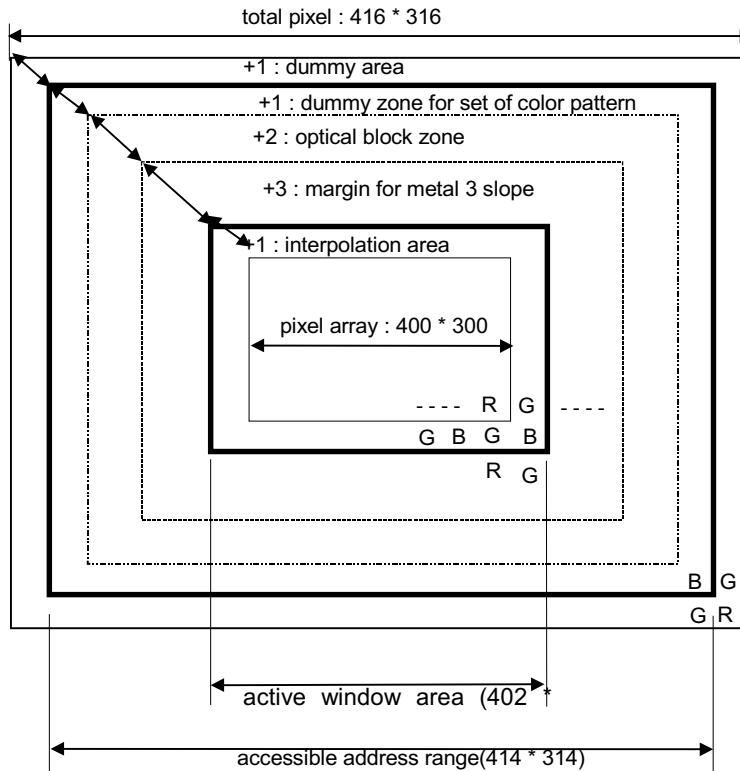 total pixel : 416 * 316
+1 : dummy area
+1 : dummy zone for set of color pattern
+2 : optical block zone
+3 : margin for metal 3 slope
+1 : interpolation area
pixel array : 400 * 300
- - - - R G - - - -
G B G B
R G
B G
G R
active window area (402 *
accessible address range(414 * 314)